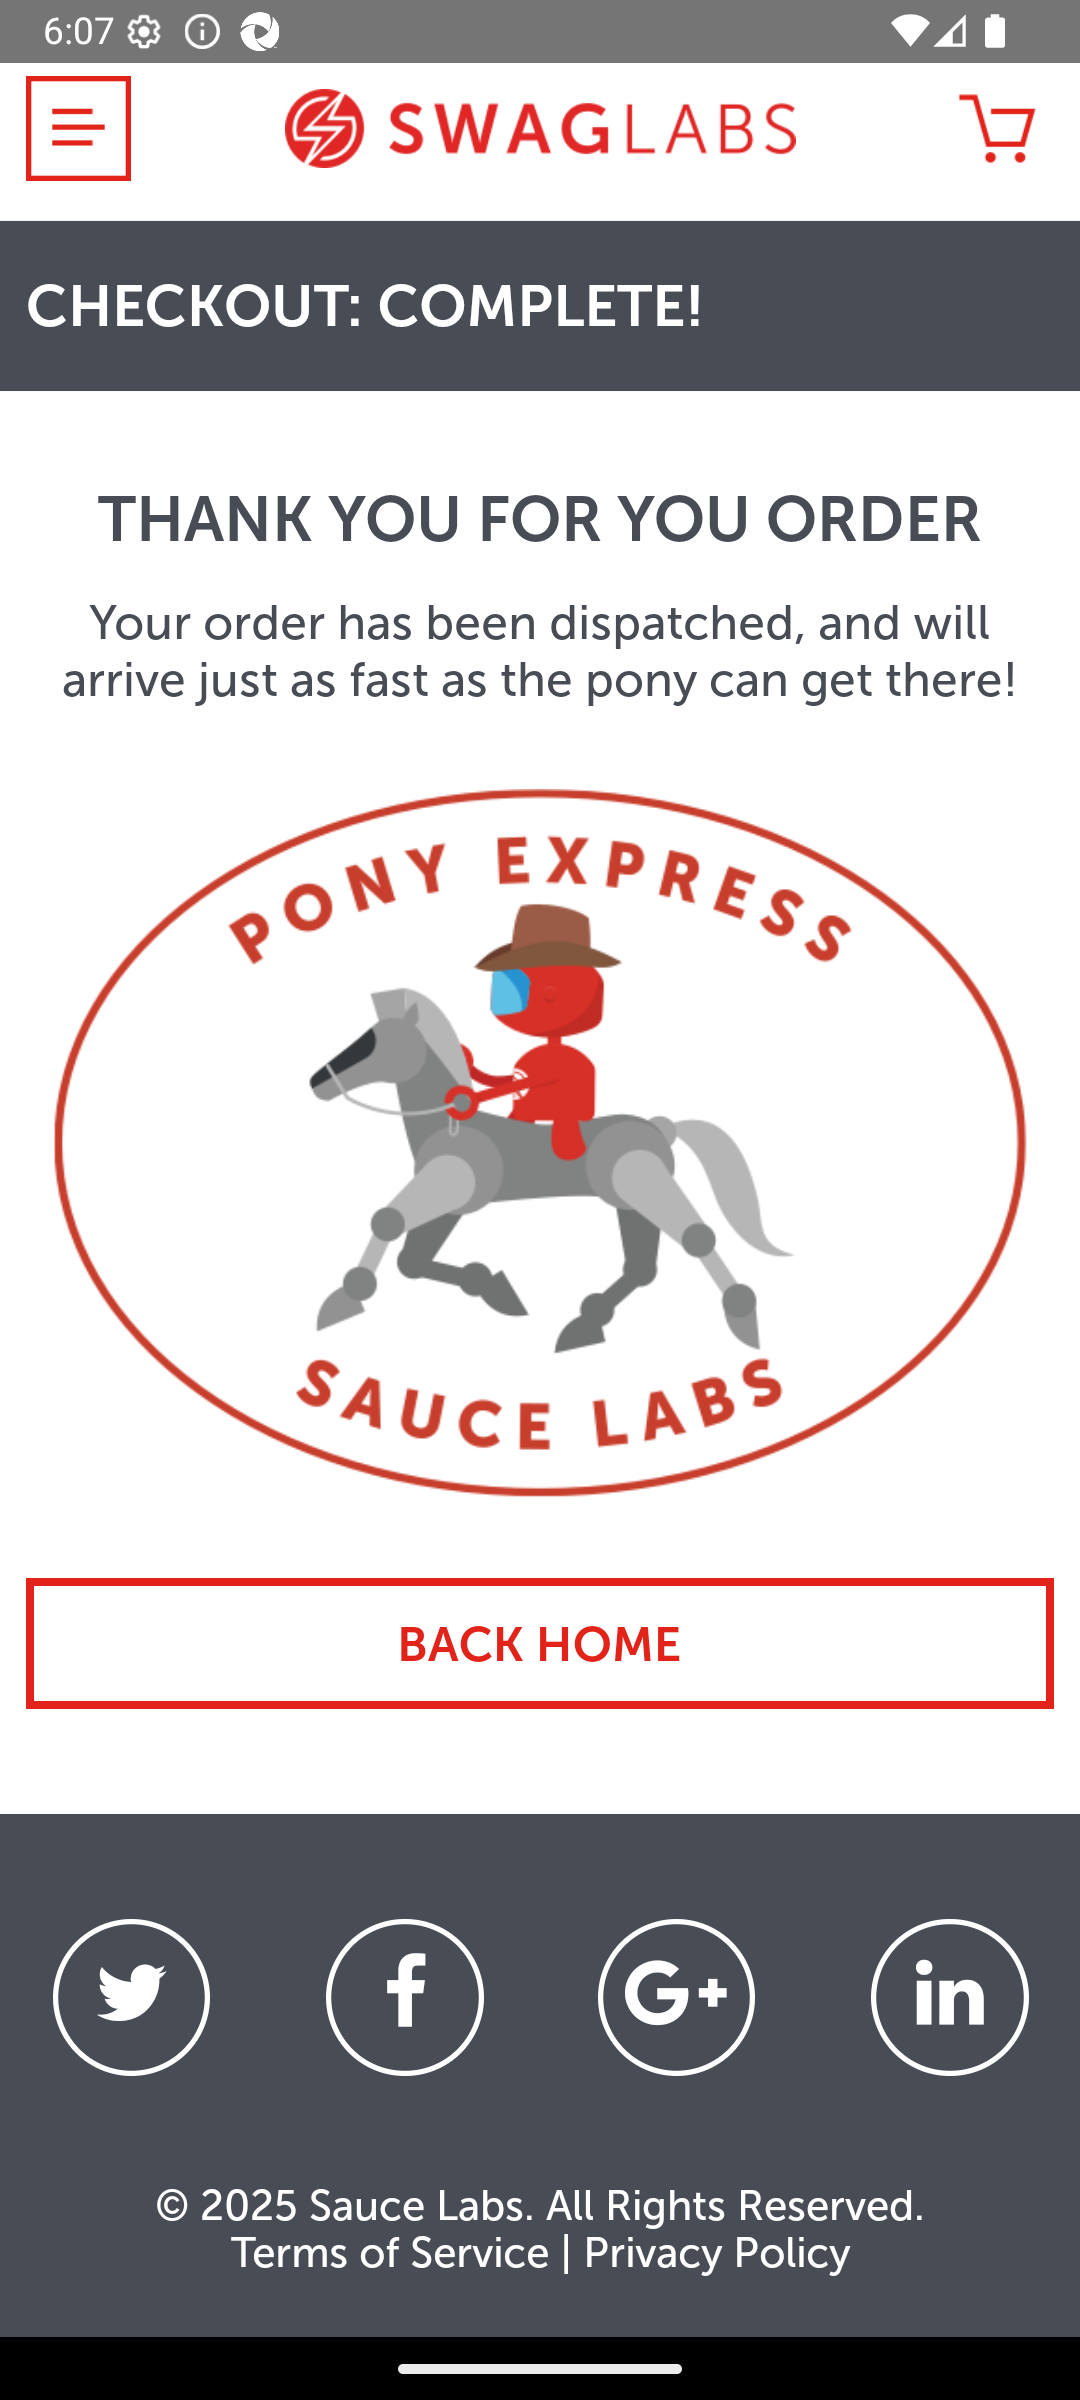 6:07
SWAGLABS
CHECKOUT: COMPLETE!
THANK YOU FOR YOU ORDER
Your order has been dispatched, and will
arrive just as fast as the pony can get there!
PONY EXPRESS
SAUCE LABS
BACK HOME
G+
in
© 2025 Sauce Labs. All Rights Reserved.
Terms of Service | Privacy Policy